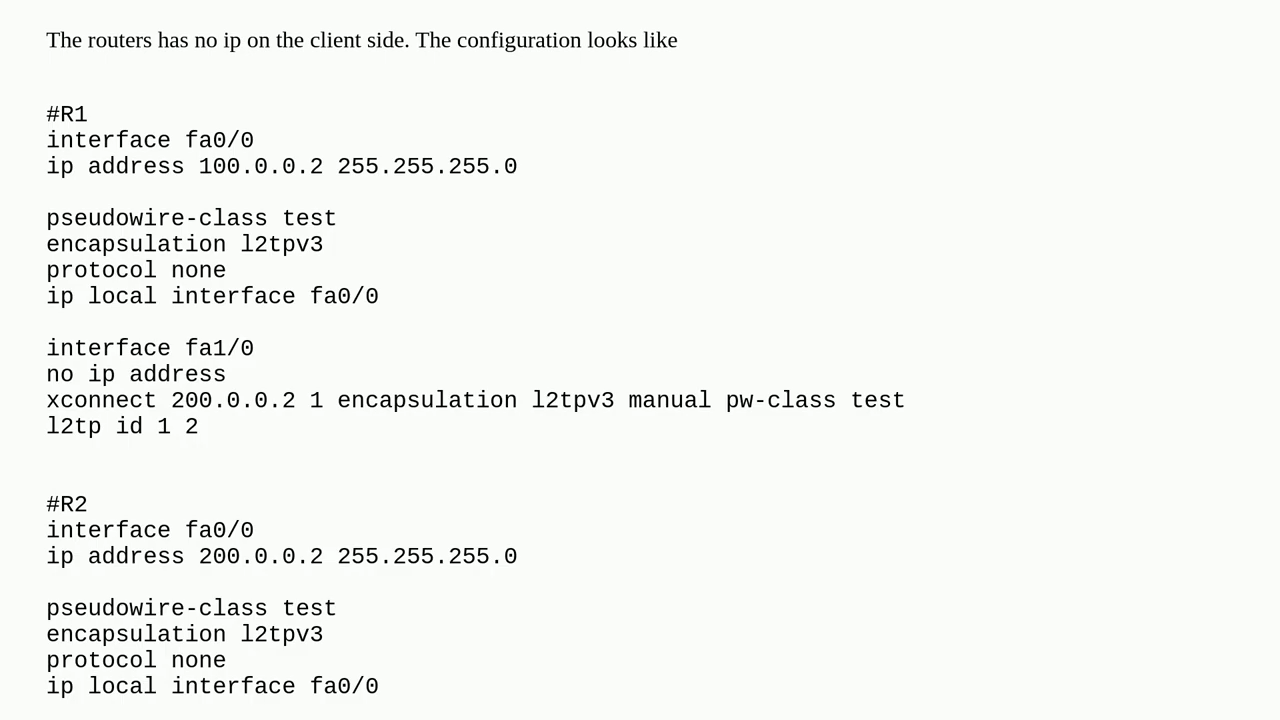 The routers has no ip on the client side. The configuration looks like
#R1
interface fa0/0
ip address 100.0.0.2 255.255.255.0
pseudowire-class test
encapsulation l2tpv3
protocol none
ip local interface fa0/0
interface fa1/0
no ip address
xconnect 200.0.0.2 1 encapsulation l2tpv3 manual pw-class test
l2tp id 1 2
#R2
interface fa0/0
ip address 200.0.0.2 255.255.255.0
pseudowire-class test
encapsulation l2tpv3
protocol none
ip local interface fa0/0